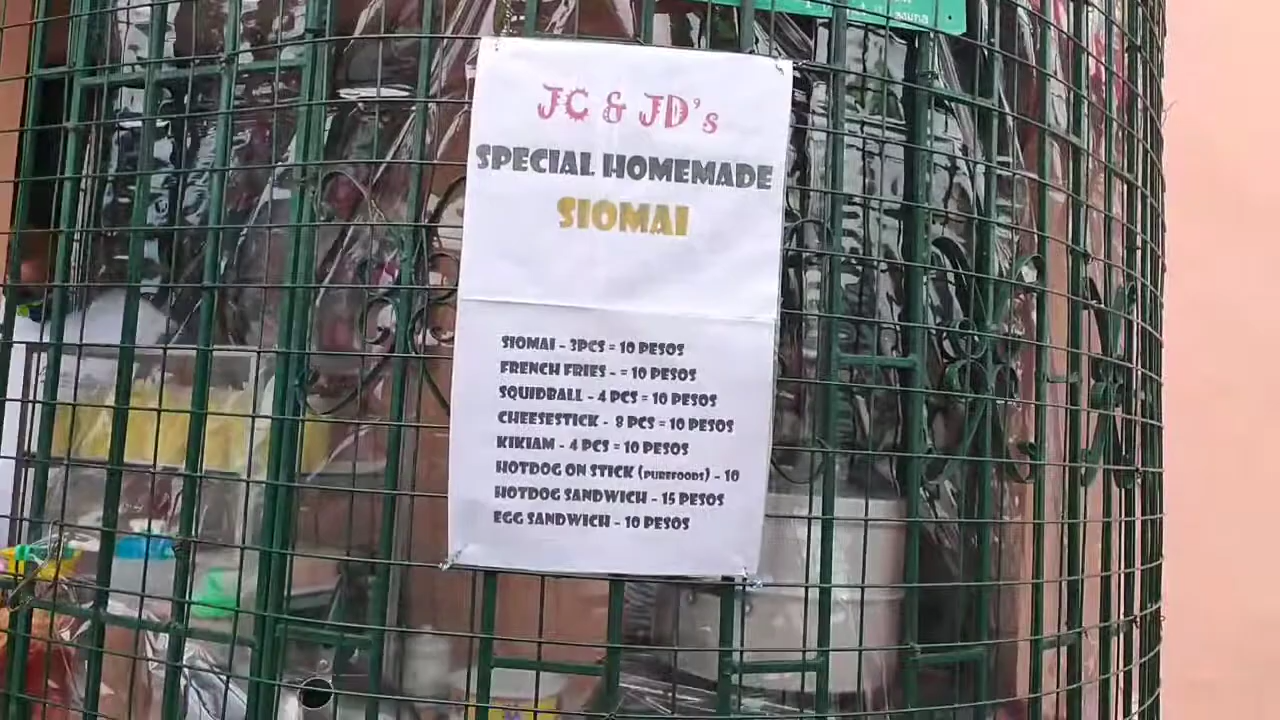 JC & JD's
SPECIAL HOMEMADE
SIOMAI
SIOMAI - 3PCS = 10 PESOS
FRENCH FRIES - = 10 PESOS
SQUIDBALL - 4 PCS = 10 PESOS
CHEESESTICK - 8 PCS = 10 PESOS
KIKIAM - 4 PCS = 10 PESOS
HOTDOG ON STICK (PUREFOODS) - 10
HOTDOG SANDWICH - 15 PESOS
EGG SANDWICH - 10 PESOS